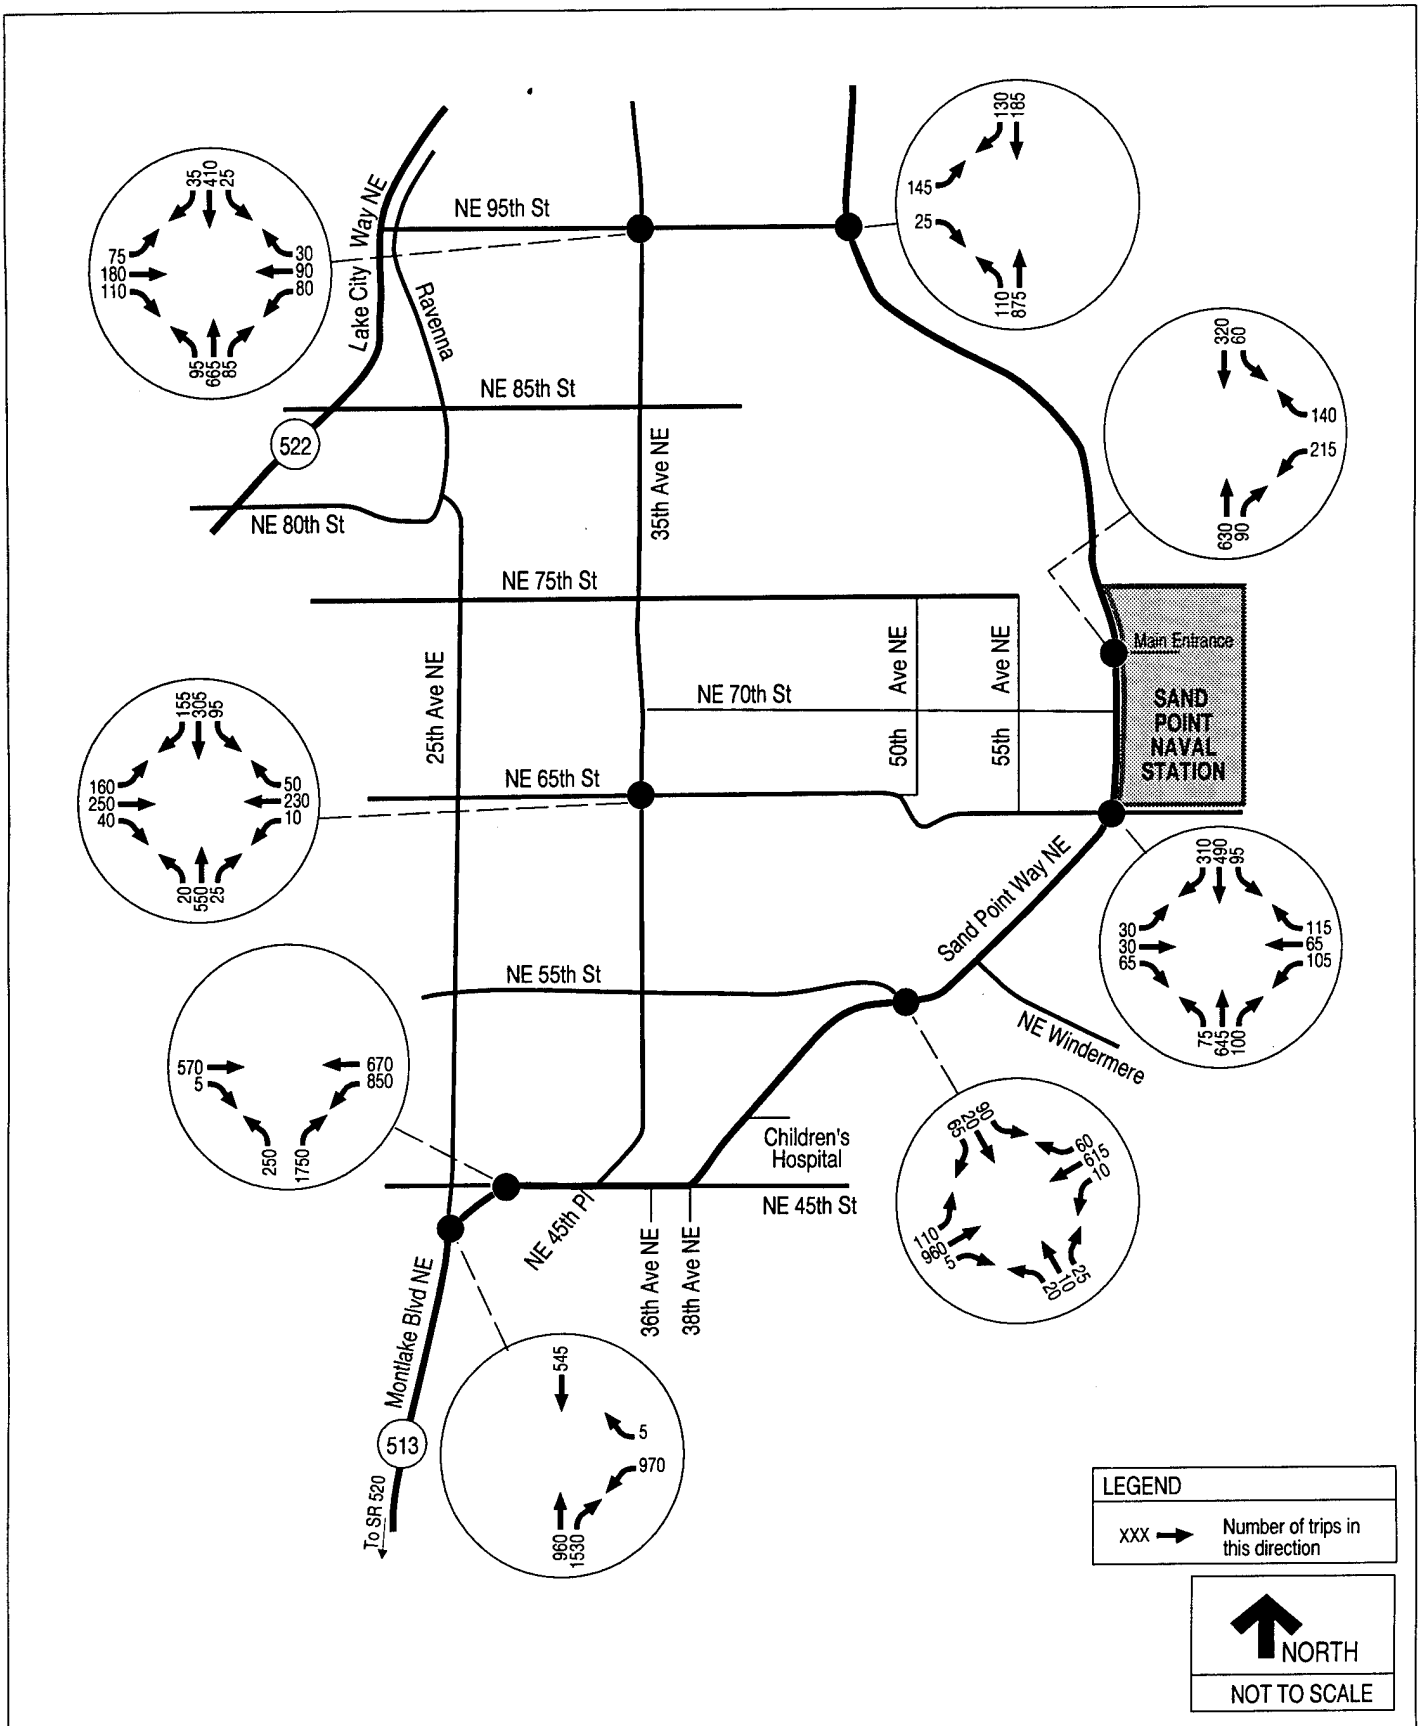 130
185
145
25
110
875
35
410
25
75
180
110
30
90
80
95
665
85
Lake City Way NE
NE 95th St
Ravenna
320
60
140
215
630
90
NE 85th St
522
35th Ave NE
NE 80th St
NE 75th St
25th Ave NE
50th Ave NE
55th Ave NE
Main Entrance
NE 70th St
SAND
POINT
NAVAL
STATION
155
305
95
160
250
40
50
230
10
20
550
25
NE 65th St
Sand Point Way NE
310
490
95
30
30
65
115
65
105
75
645
100
NE 55th St
NE Windermere
570
5
670
850
250
1750
Children's
Hospital
65
20
90
60
615
10
110
960
5
20
10
25
NE 45th Pl
NE 45th St
36th Ave NE
38th Ave NE
Montlake Blvd NE
513
To SR 520
545
5
970
960
1530
LEGEND
XXX
Number of trips in
this direction
NORTH
NOT TO SCALE